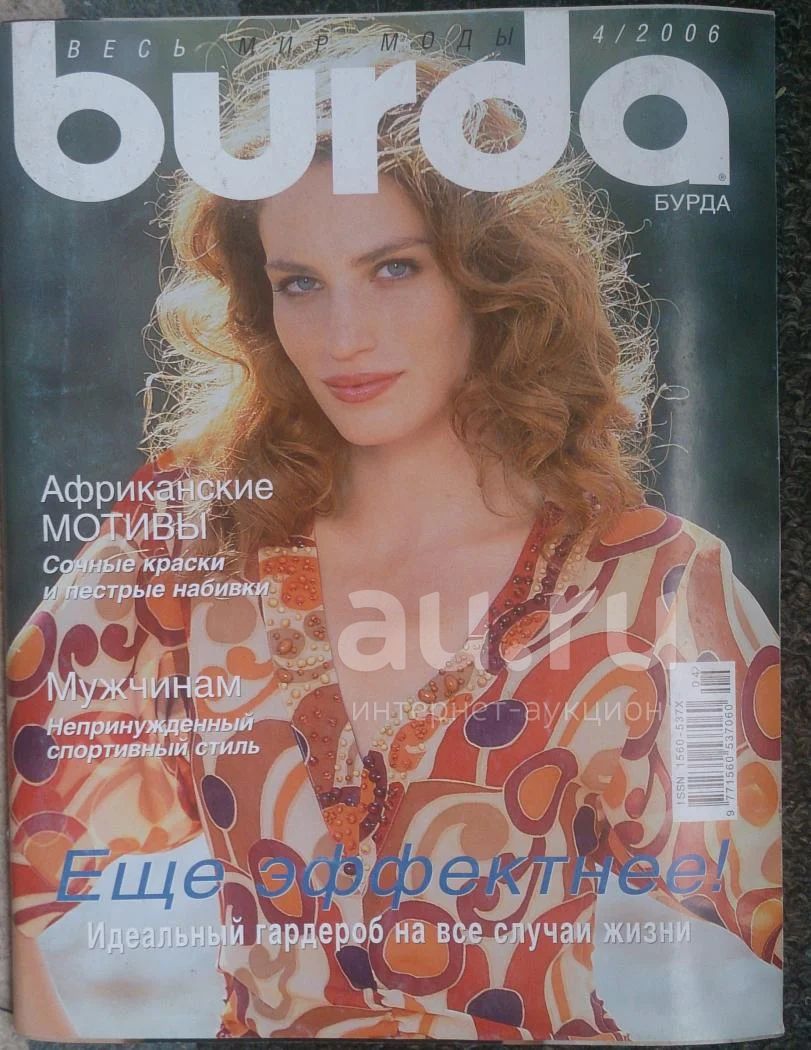 ВЕСЬ МИР МОДЫ 4/2006
burda
®
БУРДА
Африканские
МОТИВЫ
Сочные краски
и пестрые набивки
au.ru
интернет-аукцион
Мужчинам
Непринужденный
спортивный стиль
ISSN 1560-537X
04
9 771560 537060
Еще эффектнее!
Идеальный гардероб на все случаи жизни